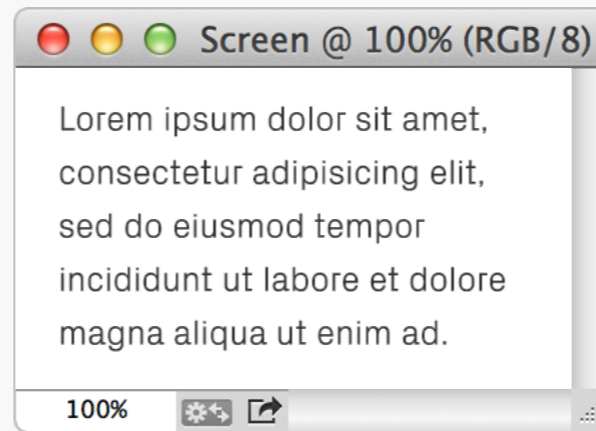 Screen @ 100% (RGB/8)
Lorem ipsum dolor sit amet,
consectetur adipisicing elit,
sed do eiusmod tempor
incididunt ut labore et dolore
magna aliqua ut enim ad.
100%